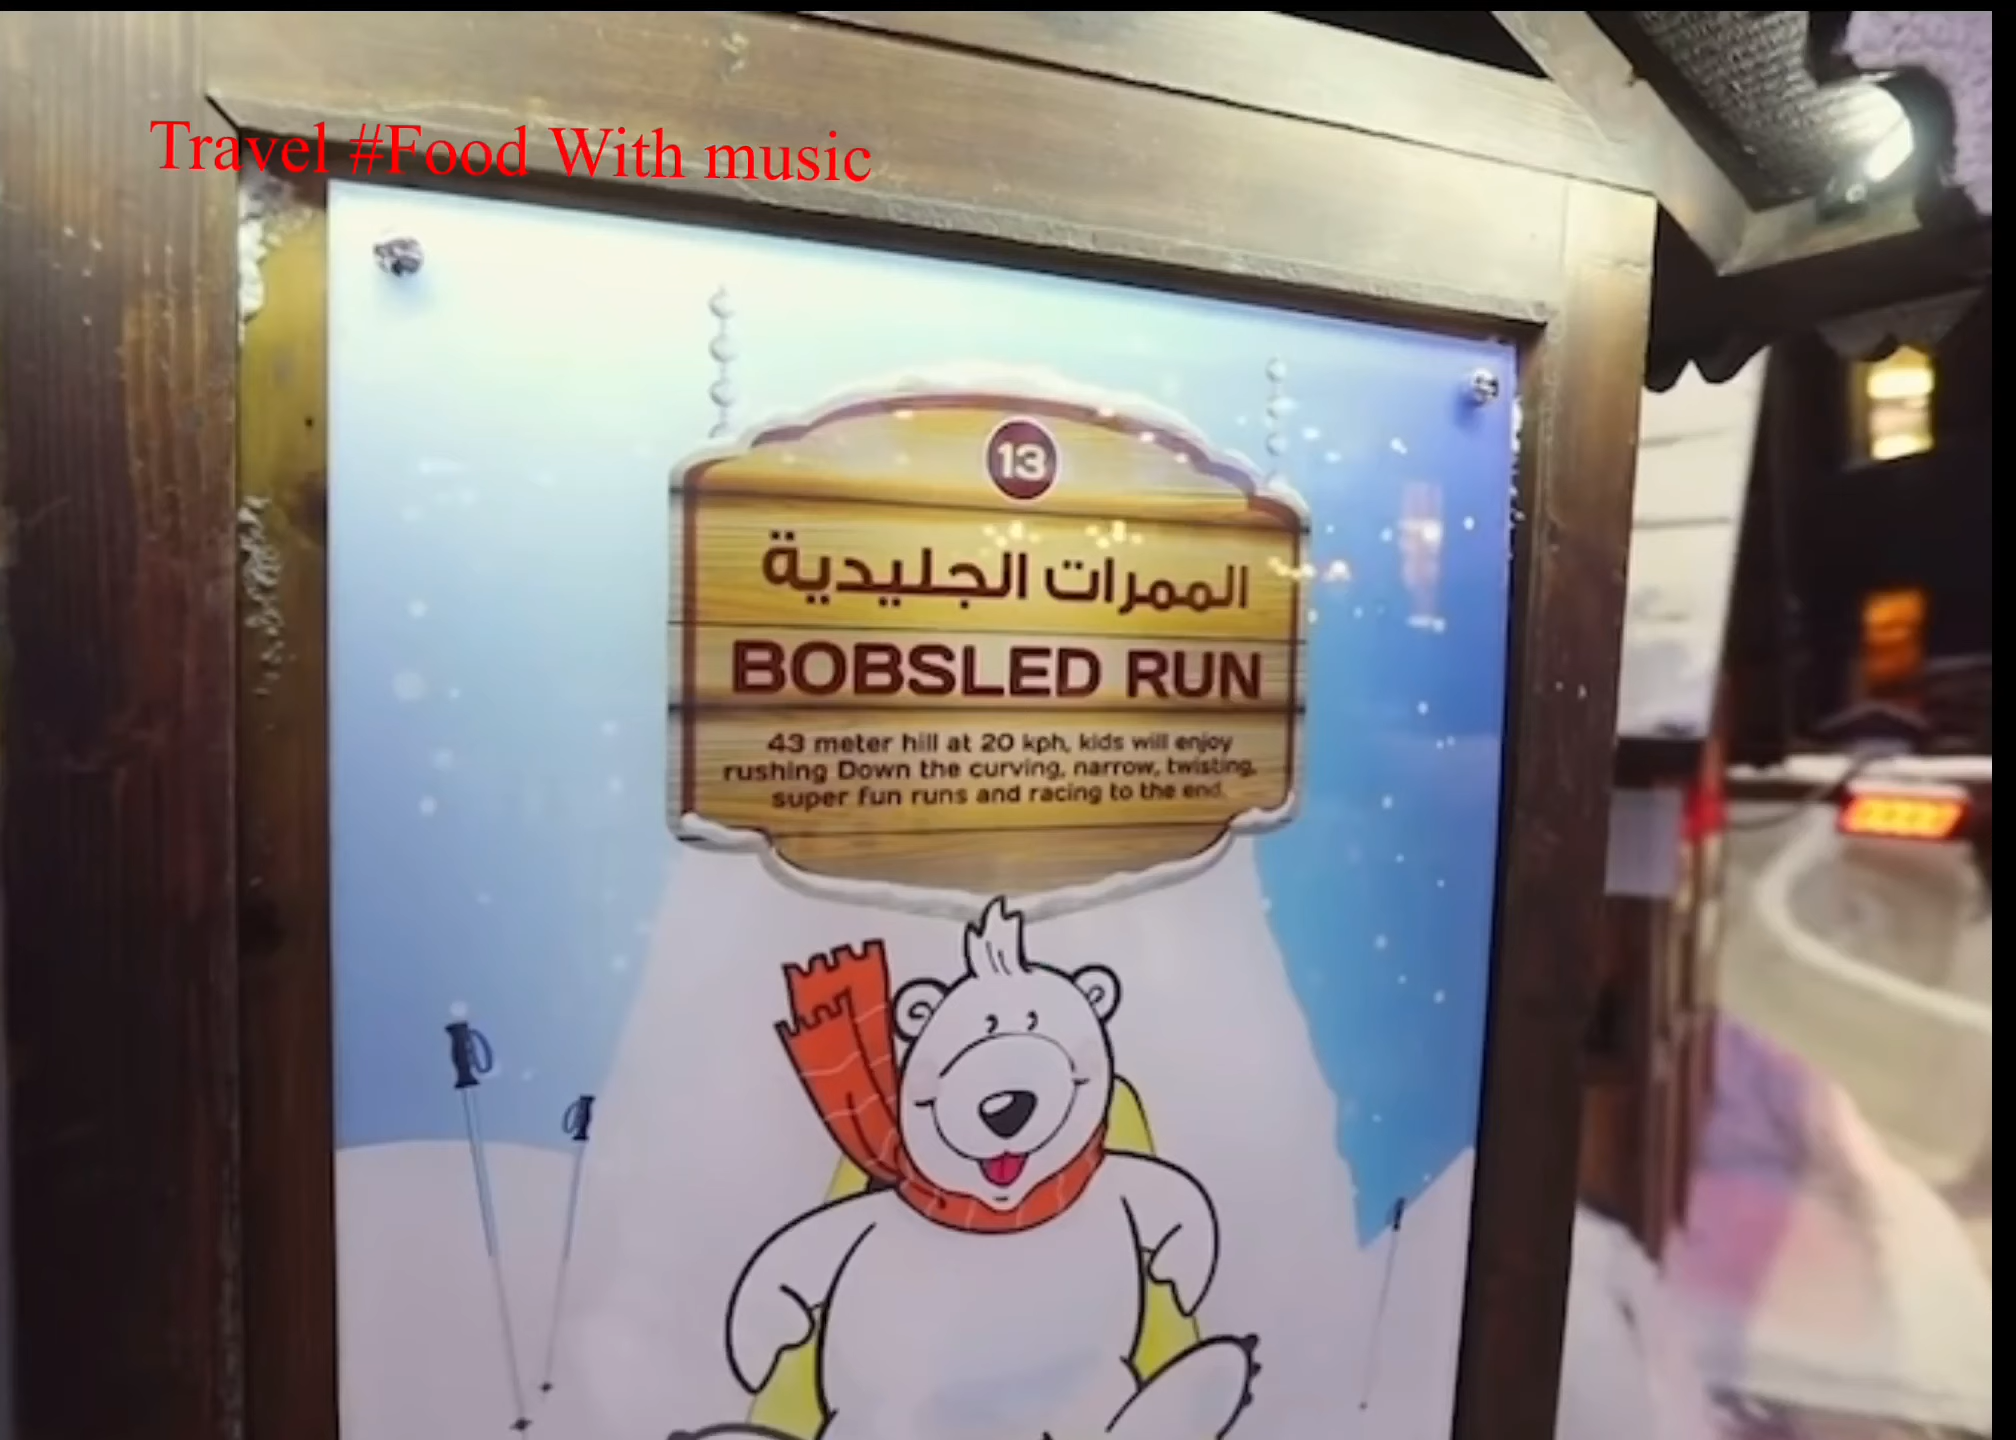 Travel #Food With music
13
الممرات الجليدية
BOBSLED RUN
43 meter hill at 20 kph, kids will enjoy
rushing Down the curving, narrow, twisting,
super fun runs and racing to the end.